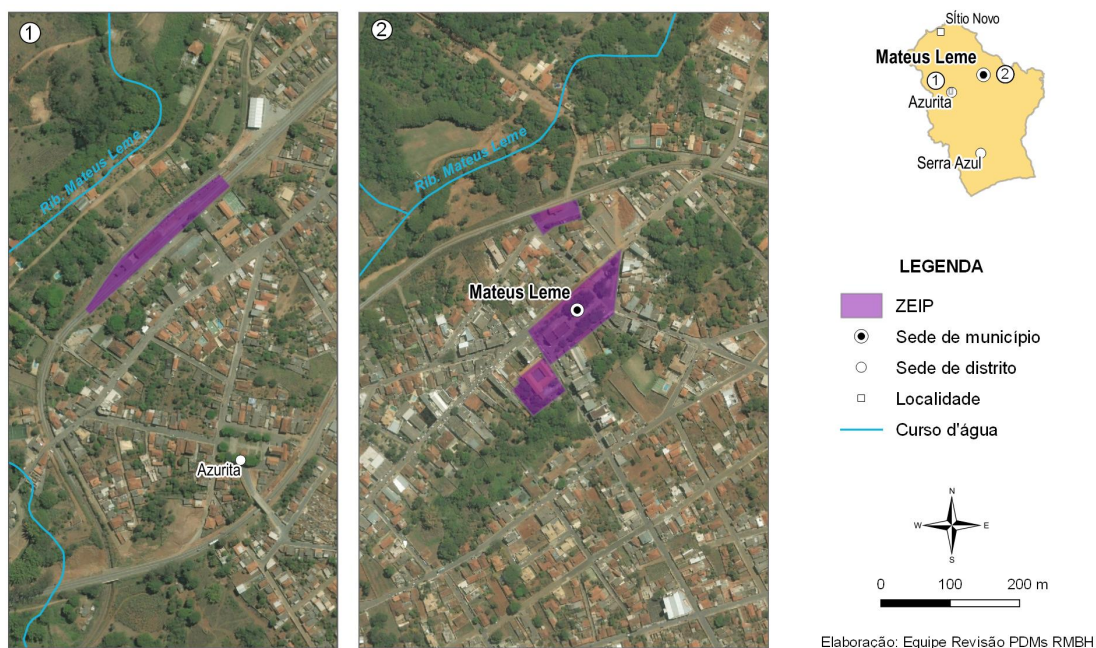 1
Rib. Mateus Leme
Azurita
2
Rib. Mateus Leme
Mateus Leme
Sítio Novo
Mateus Leme
1
2
Azurita
Serra Azul
LEGENDA
ZEIP
Sede de município
Sede de distrito
Localidade
Curso d'água
N
W
E
S
0 100 200 m
Elaboração: Equipe Revisão PDMs RMBH